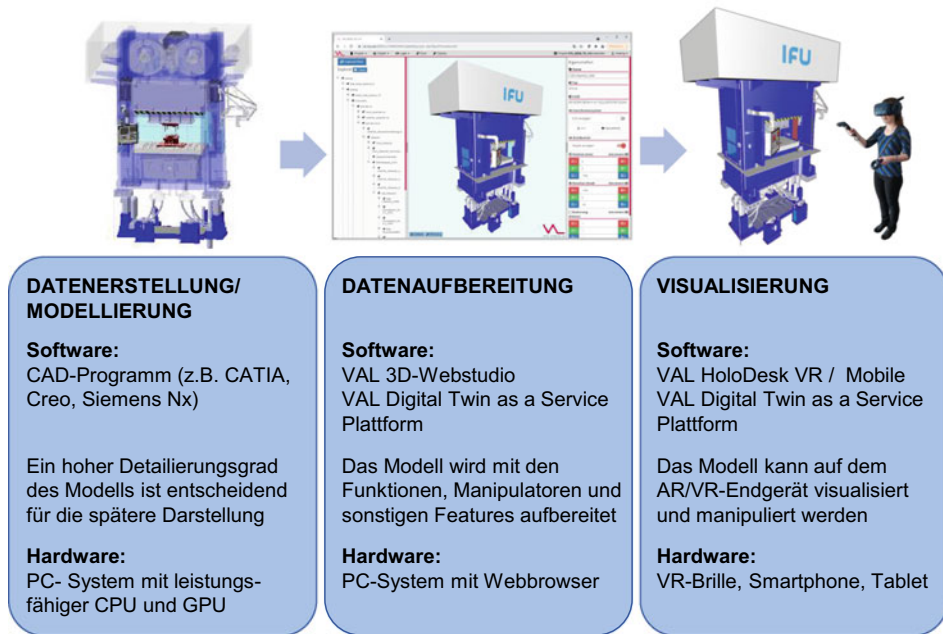 IFU
IFU
VAL
DATENERSTELLUNG/
MODELLIERUNG
Software:
CAD-Programm (z.B. CATIA,
Creo, Siemens Nx)
Ein hoher Detailierungsgrad
des Modells ist entscheidend
für die spätere Darstellung
Hardware:
PC- System mit leistungs-
fähiger CPU und GPU
DATENAUFBEREITUNG
Software:
VAL 3D-Webstudio
VAL Digital Twin as a Service
Plattform
Das Modell wird mit den
Funktionen, Manipulatoren und
sonstigen Features aufbereitet
Hardware:
PC-System mit Webbrowser
VISUALISIERUNG
Software:
VAL HoloDesk VR / Mobile
VAL Digital Twin as a Service
Plattform
Das Modell kann auf dem
AR/VR-Endgerät visualisiert
und manipuliert werden
Hardware:
VR-Brille, Smartphone, Tablet